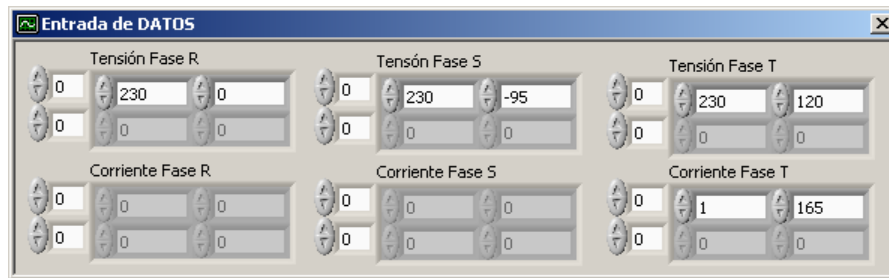 Entrada de DATOS
Tensión Fase R
Tensón Fase S
Tensión Fase T
0 230 0
0 230 -95
0 230 120
0 0 0
0 0 0
0 0 0
Corriente Fase R
Corriente Fase S
Corriente Fase T
0 0 0
0 0 0
0 1 165
0 0 0
0 0 0
0 0 0